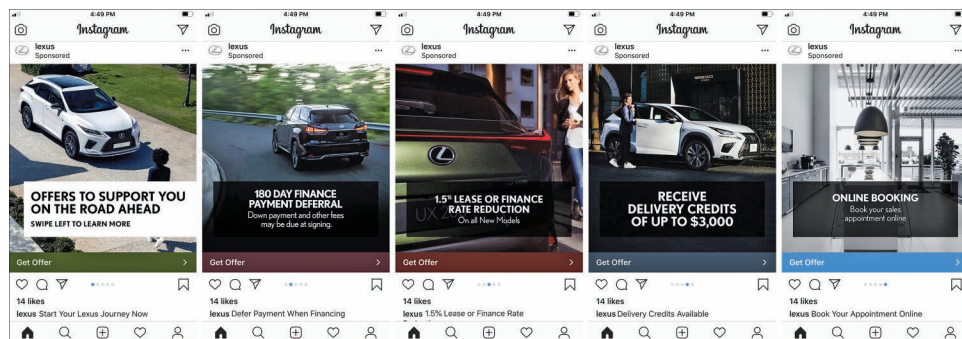 4:49 PM
Instagram
lexus
Sponsored
OFFERS TO SUPPORT YOU
ON THE ROAD AHEAD
SWIPE LEFT TO LEARN MORE
Get Offer
14 likes
lexus Start Your Lexus Journey Now
4:49 PM
Instagram
lexus
Sponsored
180 DAY FINANCE
PAYMENT DEFERRAL
Down payment and other fees
may be due at signing.
Get Offer
14 likes
lexus Defer Payment When Financing
4:49 PM
Instagram
lexus
Sponsored
1.5% LEASE OR FINANCE
RATE REDUCTION
On all New Models
Get Offer
14 likes
lexus 1.5% Lease or Finance Rate
4:49 PM
Instagram
lexus
Sponsored
RECEIVE
DELIVERY CREDITS
OF UP TO $3,000
Get Offer
14 likes
lexus Delivery Credits Available
4:49 PM
Instagram
lexus
Sponsored
ONLINE BOOKING
Book your sales
appointment online
Get Offer
14 likes
lexus Book Your Appointment Online